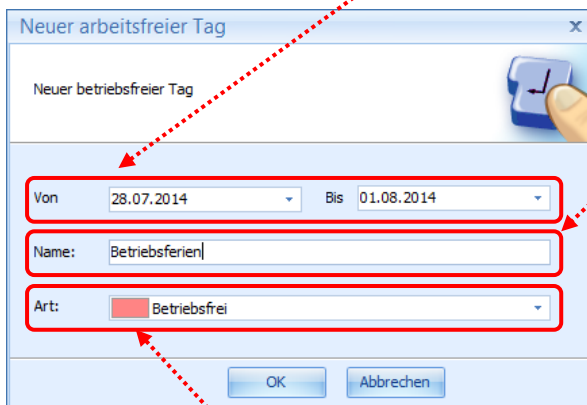 Neuer arbeitsfreier Tag x
Neuer betriebsfreier Tag
Von 28.07.2014 Bis 01.08.2014
Name: Betriebsferien
Art: Betriebsfrei
OK Abbrechen